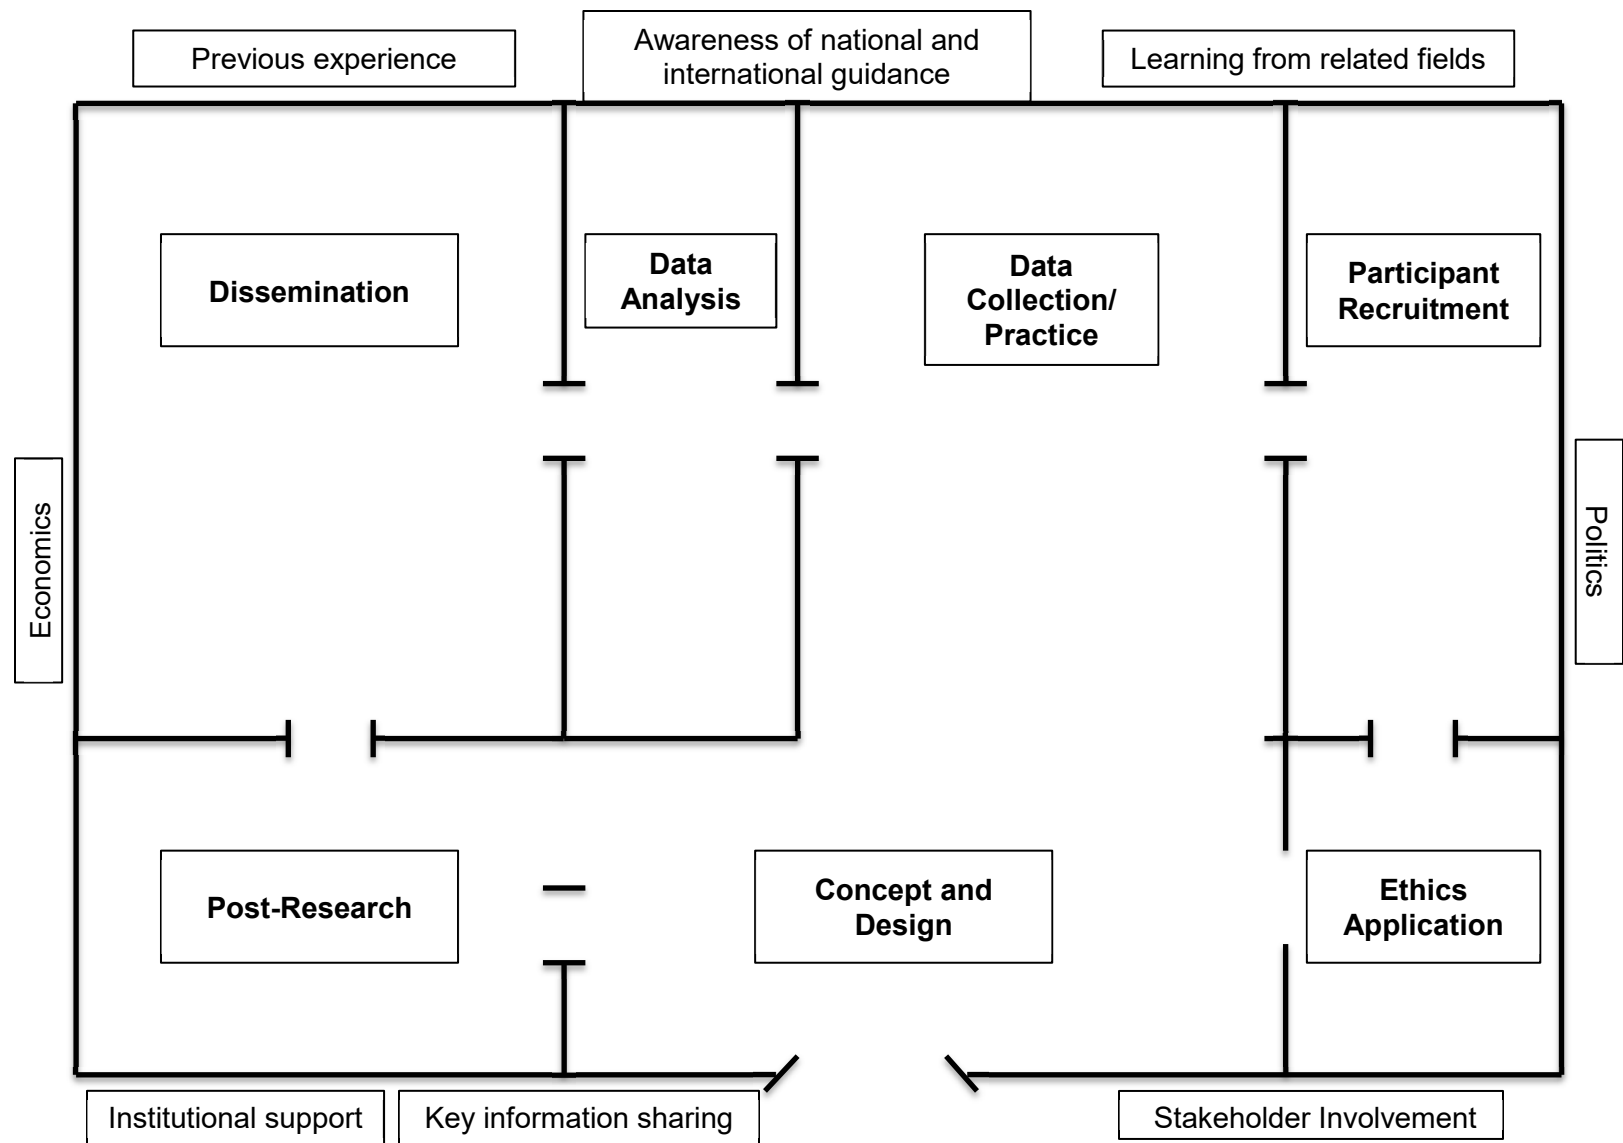 Previous experience
Awareness of national and
international guidance
Learning from related fields
Dissemination
Data
Analysis
Data
Collection/
Practice
Participant
Recruitment
Economics
Politics
Post-Research
Concept and
Design
Ethics
Application
Institutional support
Key information sharing
Stakeholder Involvement